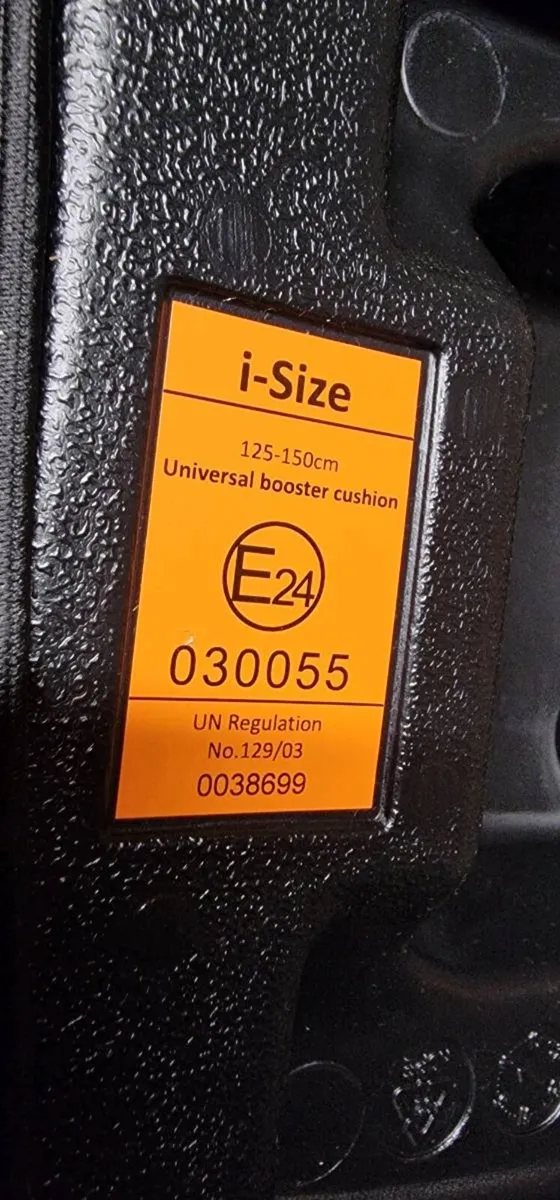 i-Size
125-150cm
Universal booster cushion
E24
030055
UN Regulation
No.129/03
0038699